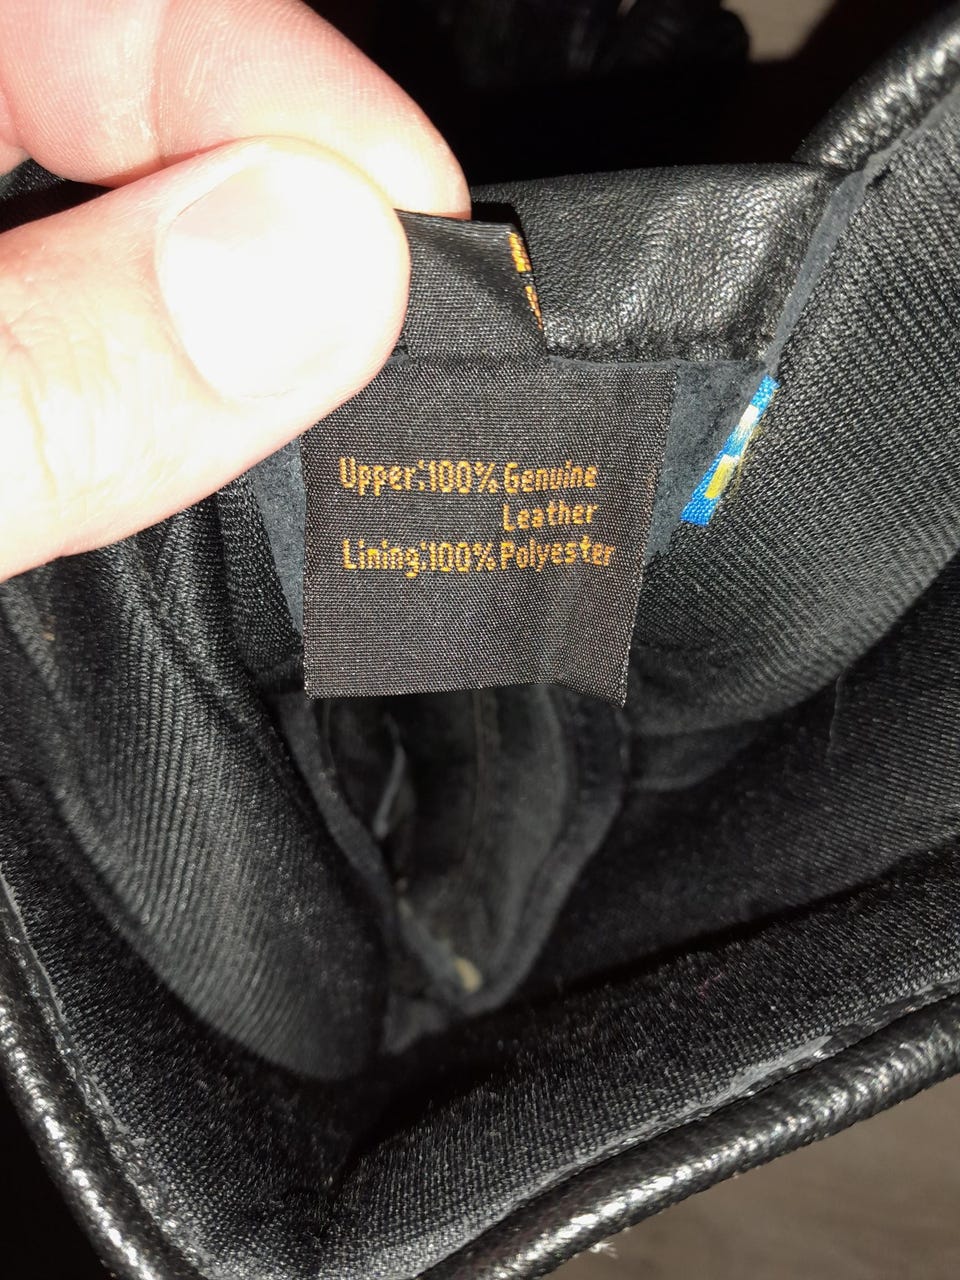 Upper:100% Genuine
Leather
Lining:100% Polyester